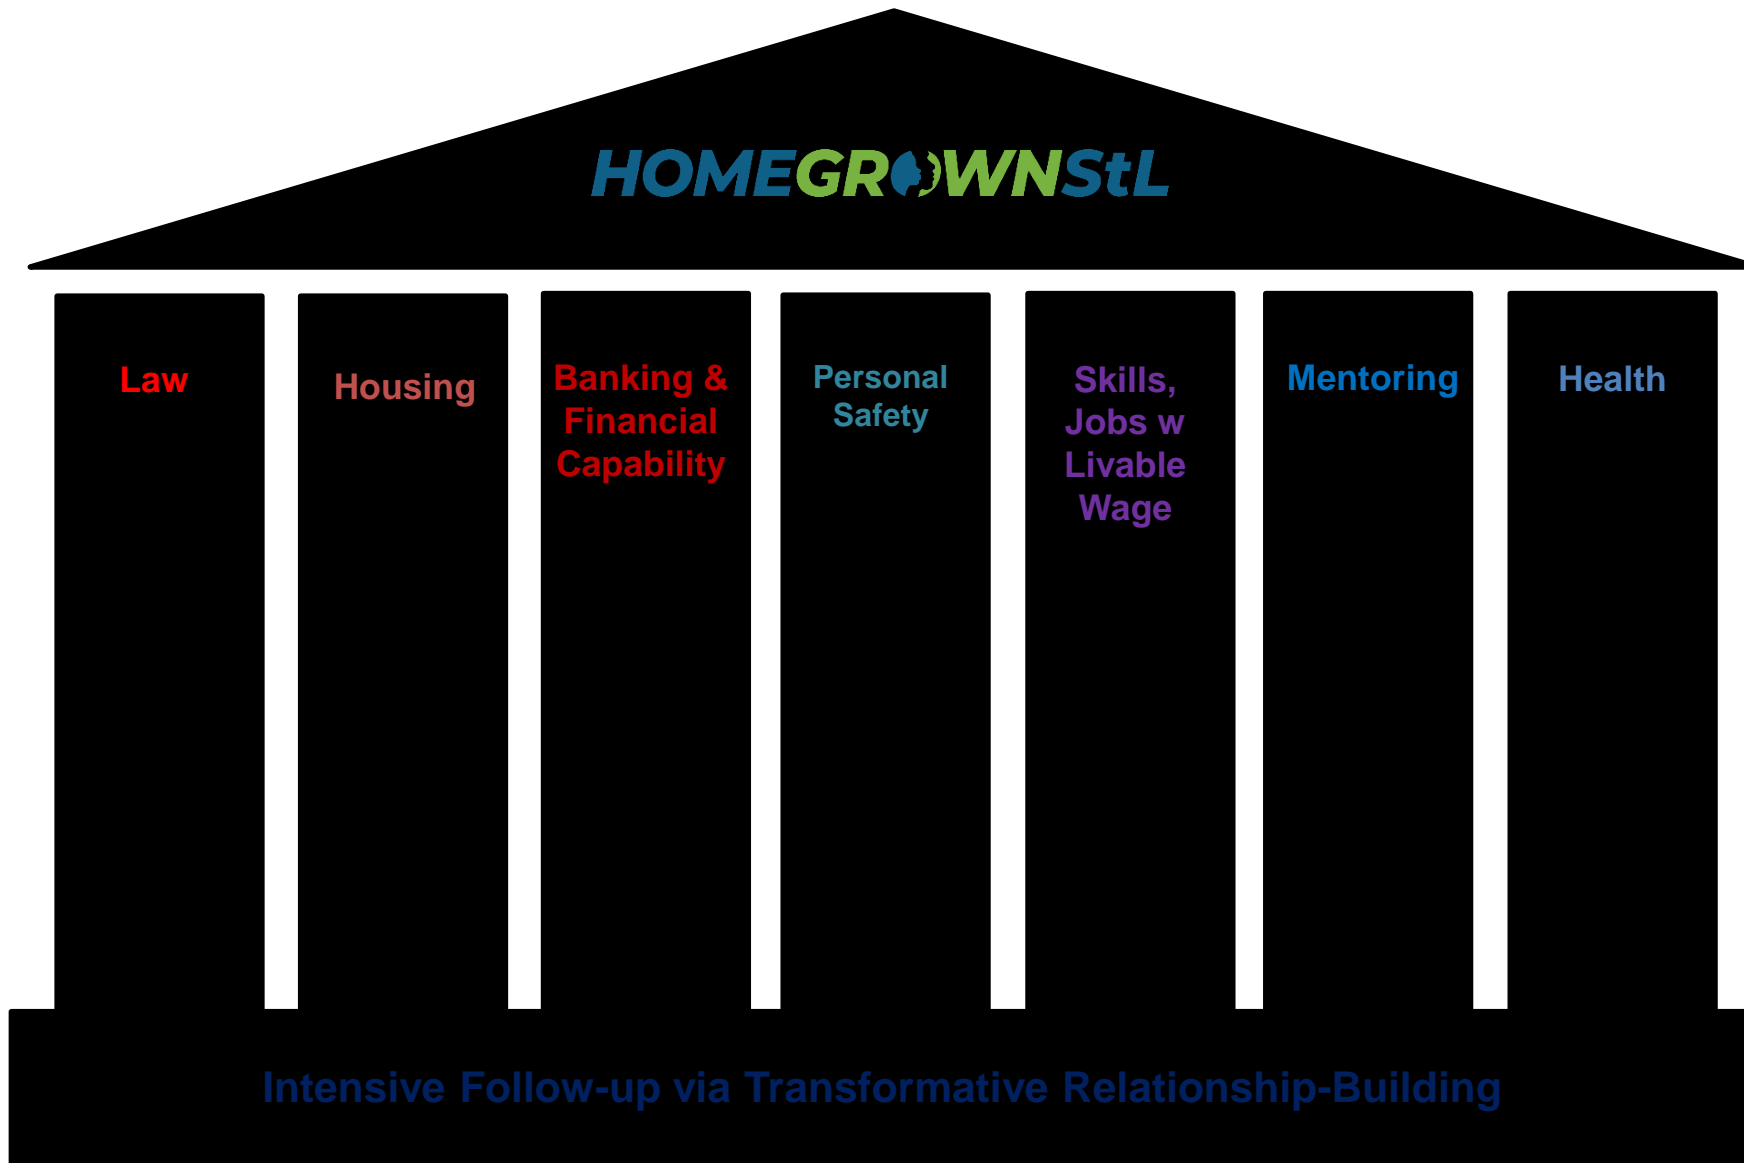 HOMEGROWNStL
Law
Housing
Banking &
Financial
Capability
Personal
Safety
Skills,
Jobs w
Livable
Wage
Mentoring
Health
Intensive Follow-up via Transformative Relationship-Building